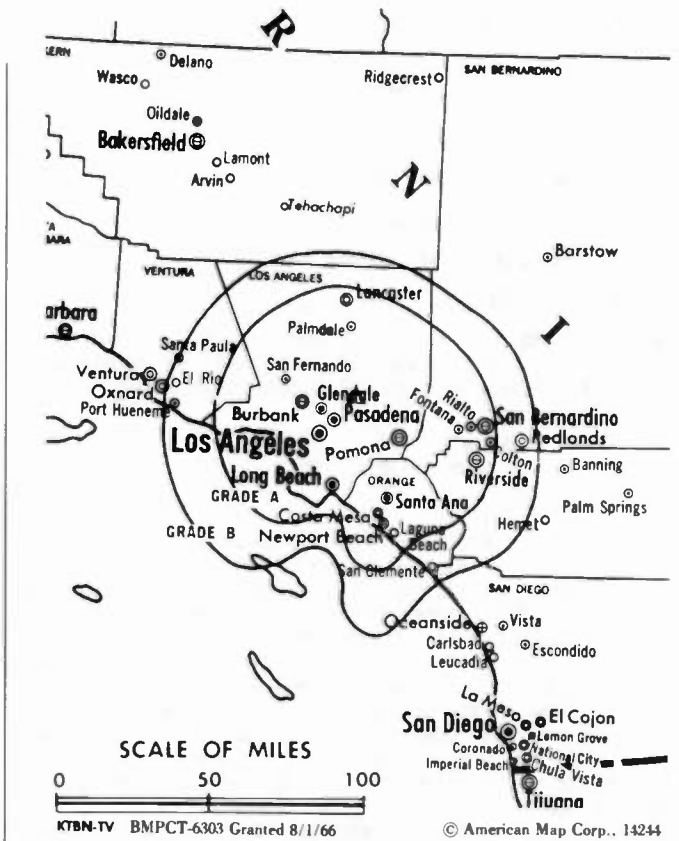 R
KERN
Delano
Wasco
Ridgecrest
SAN BERNARDINO
Oildale
Bakersfield
Lamont
Arvin
N
Tehachapi
Barstow
VENTURA
LOS ANGELES
Lancaster
I
Palmdale
Santa Paula
San Fernando
Ventura
El Rio
Oxnard
Port Hueneme
Glendale
Burbank
Pasadena
Rialto
Fontana
San Bernardino
Redlands
Los Angeles
Pomona
Colton
Riverside
Banning
Long Beach
ORANGE
GRADE A
Santa Ana
Palm Springs
Costa Mesa
GRADE B
Newport Beach
Laguna Beach
Hemet
San Clemente
SAN DIEGO
Oceanside
Vista
Carlsbad
Escondido
Leucadia
La Mesa
El Cajon
San Diego
Lemon Grove
Coronado
National City
Imperial Beach
Chula Vista
Tijuana
SCALE OF MILES
0 50 100
KTBN-TV BMPCT-6303 Granted 8/1/66
© American Map Corp., 14244